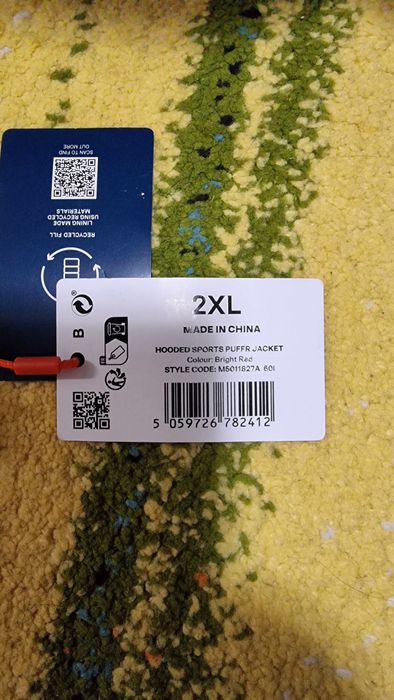 SCAN TO FIND
OUT MORE
LINING MADE
USING RECYCLED
MATERIALS
RECYCLED FILL
®
B
2XL
MADE IN CHINA
HOODED SPORTS PUFFR JACKET
Colour: Bright Red
STYLE CODE: M5011827A 60I
5 059726 782412